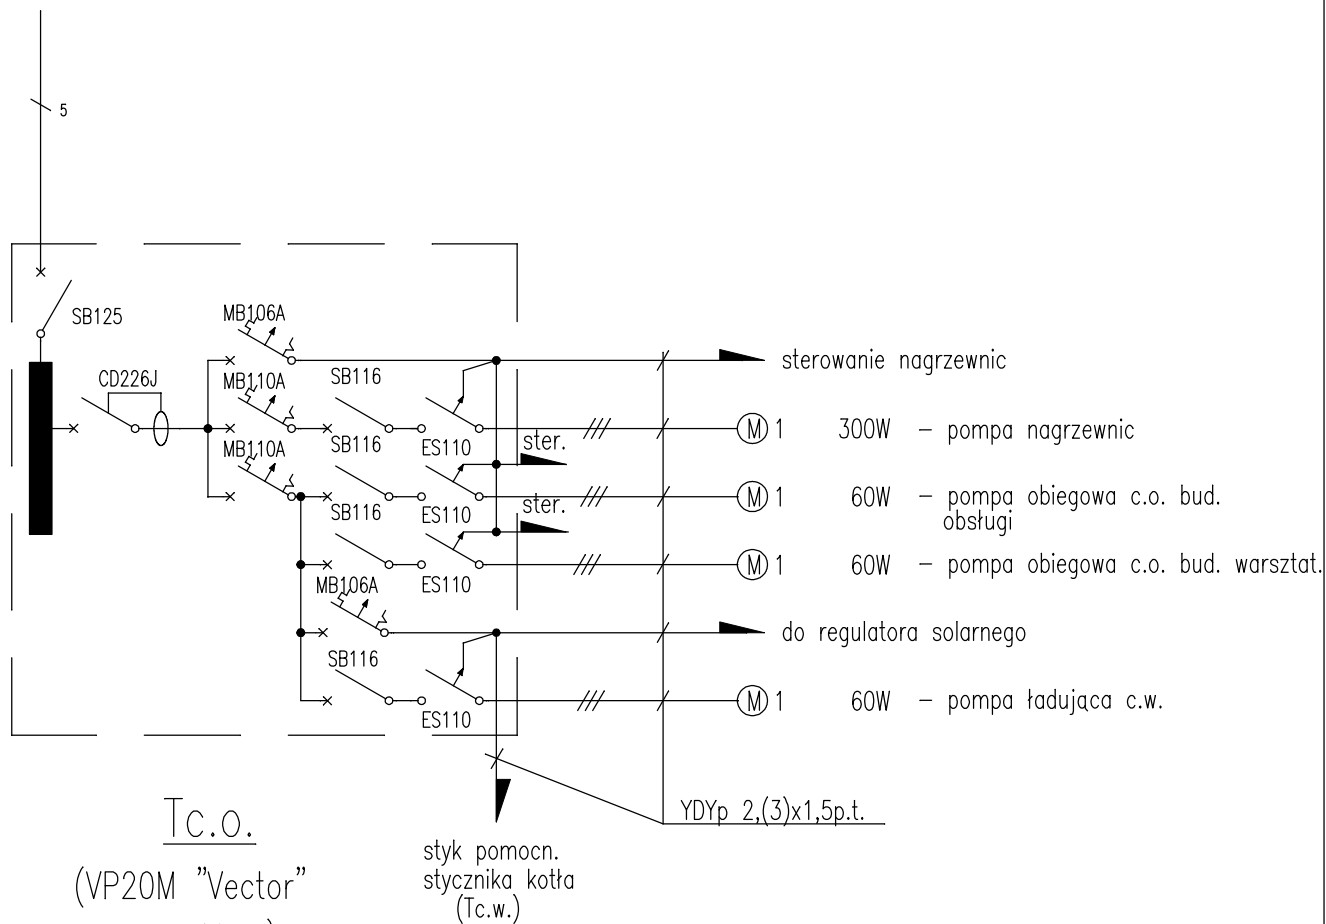 5
SB125
MB106A
sterowanie nagrzewnic
CD226J
MB110A
SB116
ES110
M 1 300W – pompa nagrzewnic
ster.
MB110A
SB116
ES110
M 1 60W – pompa obiegowa c.o. bud.
obsługi
ster.
SB116
ES110
M 1 60W – pompa obiegowa c.o. bud. warsztat.
MB106A
do regulatora solarnego
SB116
ES110
M 1 60W – pompa ładująca c.w.
YDYp 2,(3)x1,5p.t.
Tc.o.
(VP20M "Vector"
styk pomocn.
stycznika kotła
(Tc.w.)